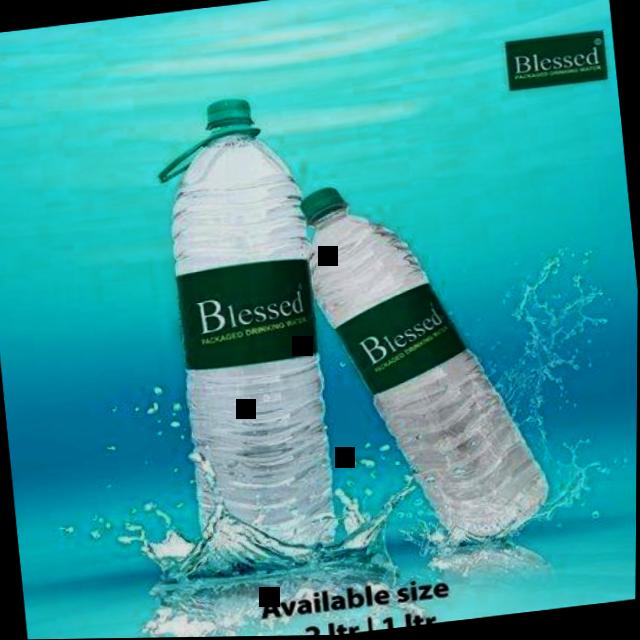 Blessed
PACKAGED DRINKING WATER
Blessed
PACKAGED DRINKING WATER
Blessed
PACKAGED DRINKING WATER
Available size
2 ltr | 1 ltr